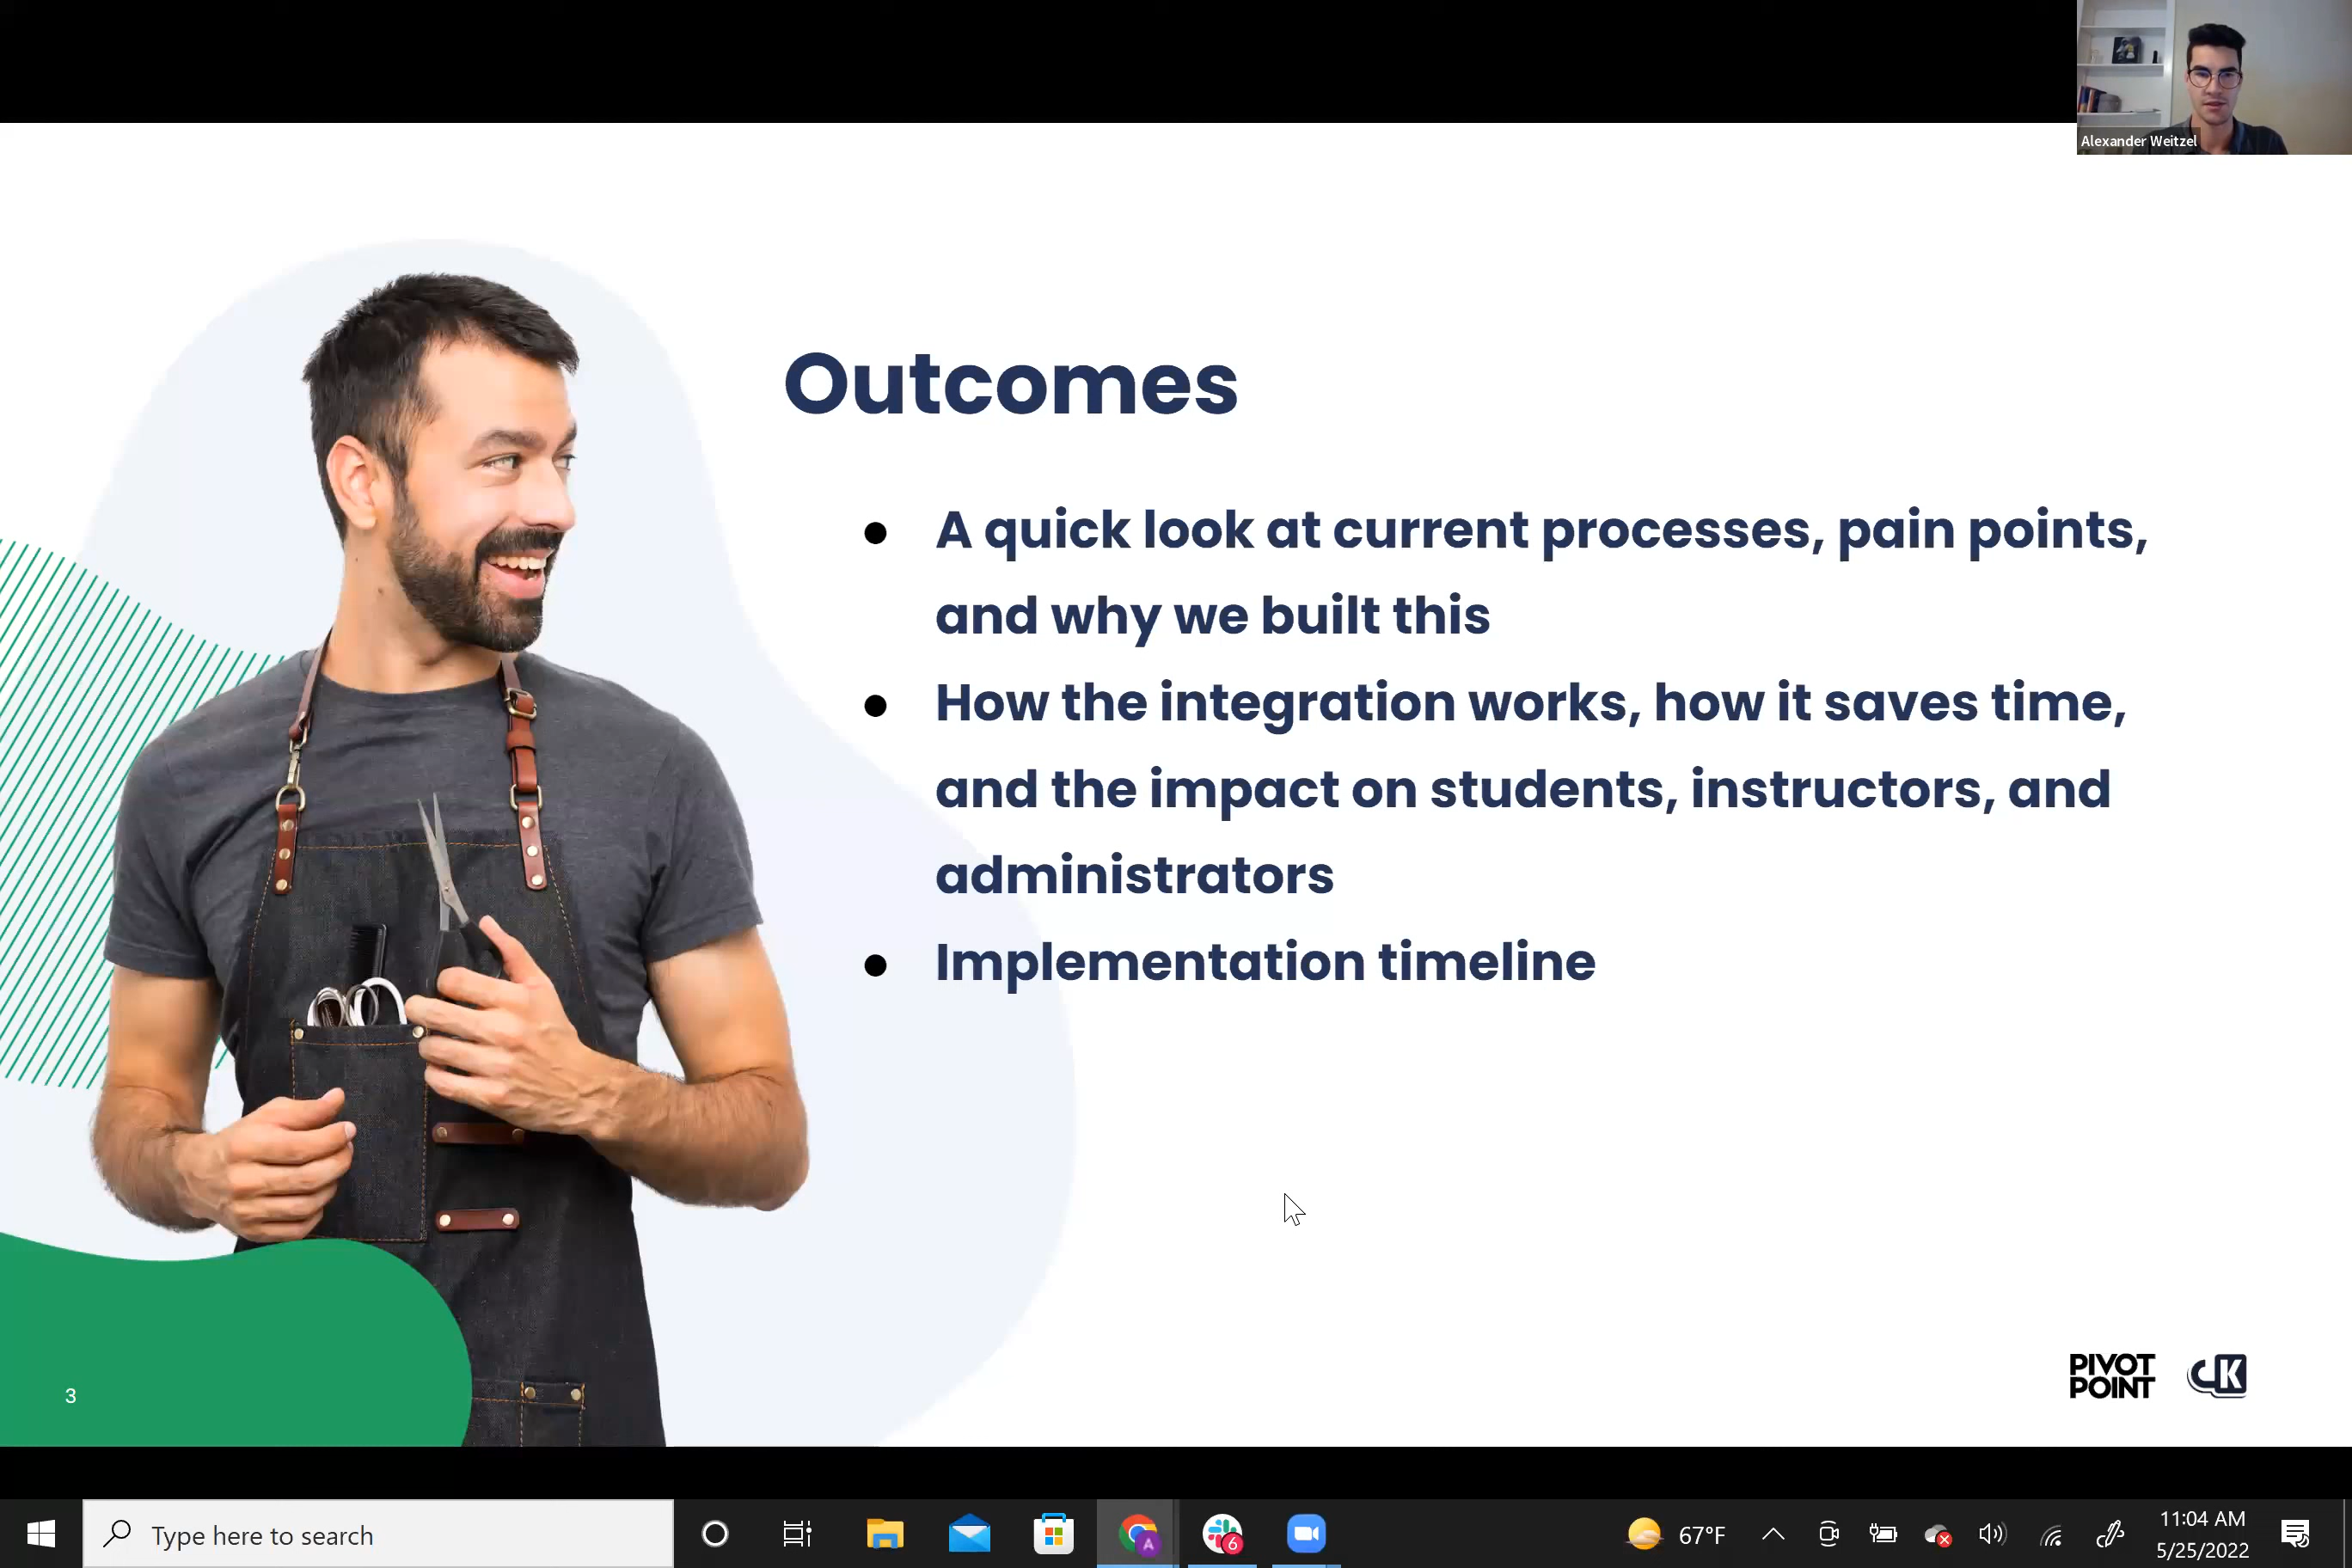 Alexander Weitzel
Outcomes
● A quick look at current processes, pain points,
and why we built this
● How the integration works, how it saves time,
and the impact on students, instructors, and
administrators
● Implementation timeline
3
PIVOT
POINT
CK
Type here to search
A
6
67°F
11:04 AM
5/25/2022